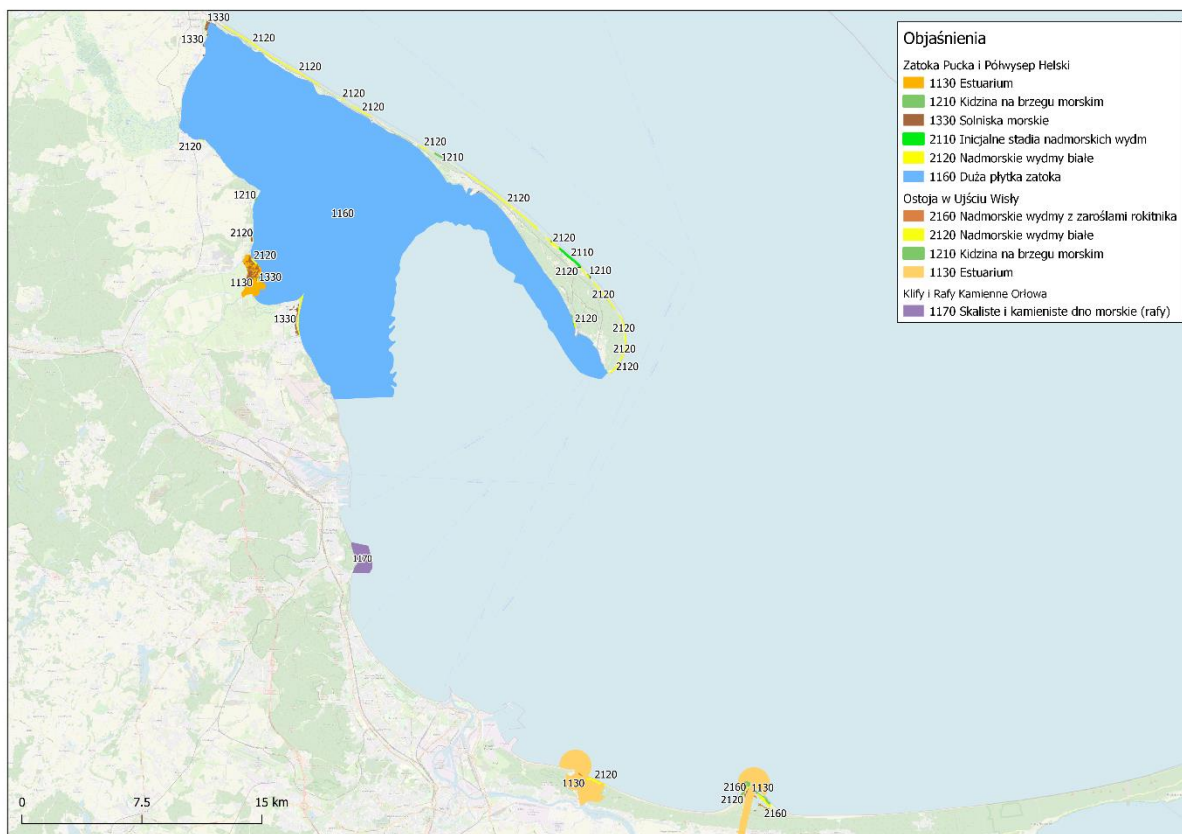 1330
1330
2120
2120
2120
2120
2120
2120
1210
1210
2120
1160
2120
2120
2110
2120
1210
2120
1130
1330
2120
1330
2120
2120
2120
2120
1170
1130
2120
2160
1130
2120
2160
0
7.5
15 km
Objaśnienia
Zatoka Pucka i Półwysep Helski
1130 Estuarium
1210 Kidzina na brzegu morskim
1330 Solniska morskie
2110 Inicjalne stadia nadmorskich wydm
2120 Nadmorskie wydmy białe
1160 Duża płytka zatoka
Ostoja w Ujściu Wisły
2160 Nadmorskie wydmy z zaroślami rokitnika
2120 Nadmorskie wydmy białe
1210 Kidzina na brzegu morskim
1130 Estuarium
Klify i Rafy Kamienne Orłowa
1170 Skaliste i kamieniste dno morskie (rafy)